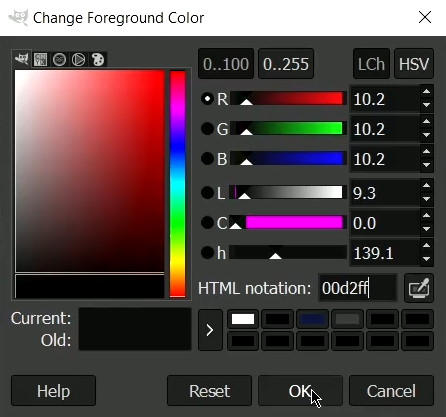 Change Foreground Color
0..100 0..255 LCh HSV
R 10.2
G 10.2
B 10.2
L 9.3
C 0.0
h 139.1
HTML notation: 00d2ff
Current:
Old:
Help Reset OK Cancel